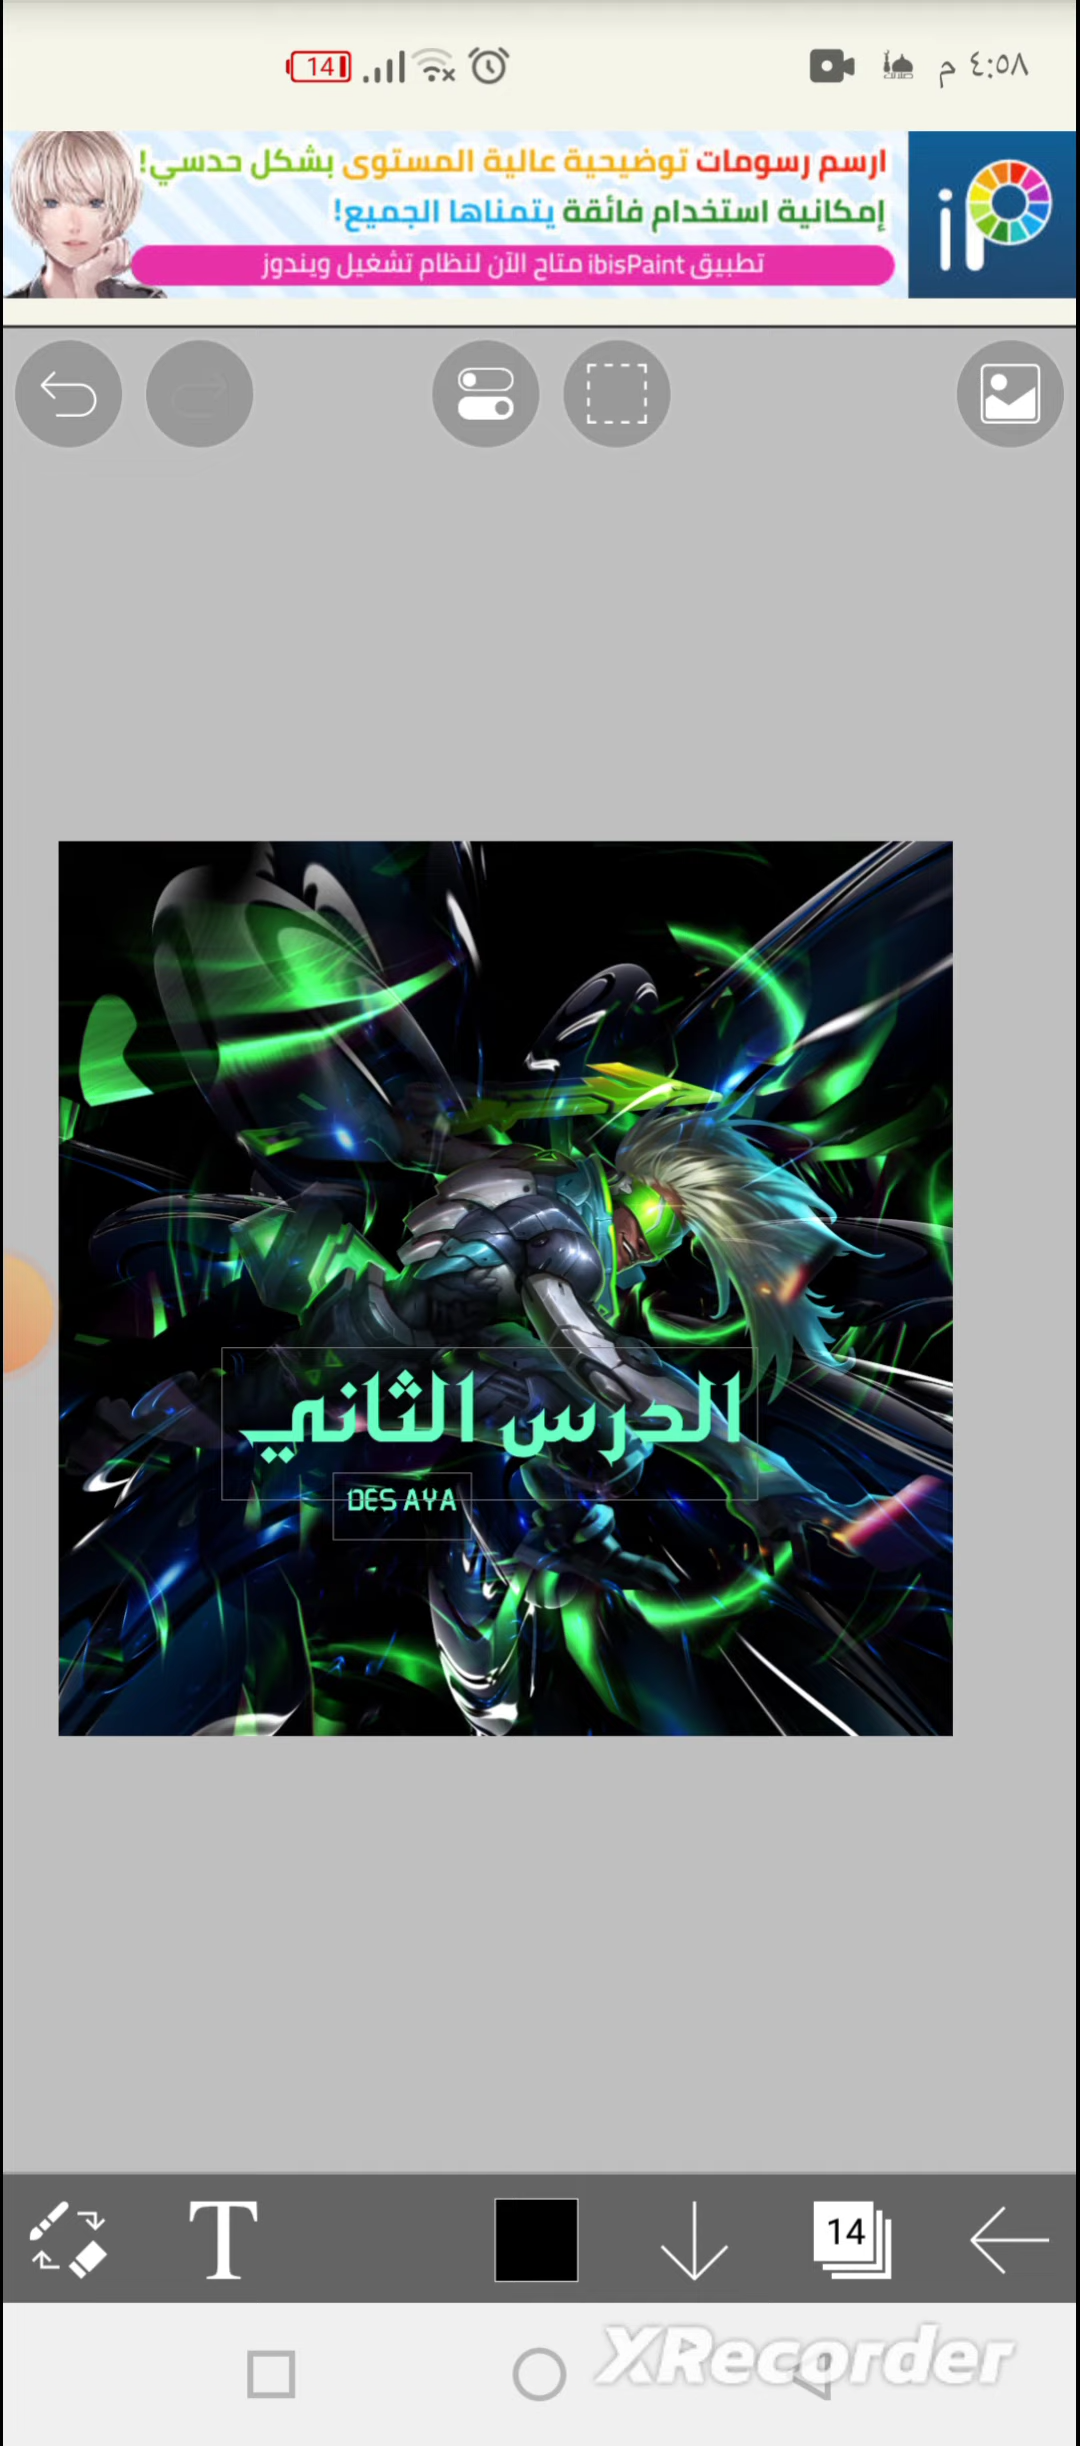 14
٤:٥٨ م
ارسم رسومات توضيحية عالية المستوى بشكل حدسي!
إمكانية استخدام فائقة يتمناها الجميع!
تطبيق ibisPaint متاح الآن لنظام تشغيل ويندوز
iP
الدرس الثاني
DES AYA
T
14
XRecorder